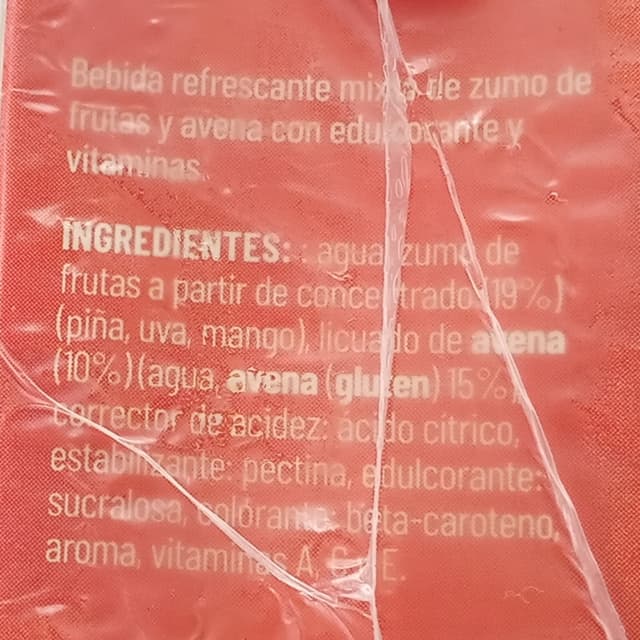 Bebida refrescante mixta de zumo de
frutas y avena con edulcorante y
vitaminas.
INGREDIENTES: : agua, zumo de
frutas a partir de concentrado (19%)
(piña, uva, mango), licuado de avena
(10%) (agua, avena (gluten) 15%),
corrector de acidez: ácido cítrico,
estabilizante: pectina, edulcorante:
sucralosa, colorante: beta-caroteno,
aroma, vitaminas A, C y E.